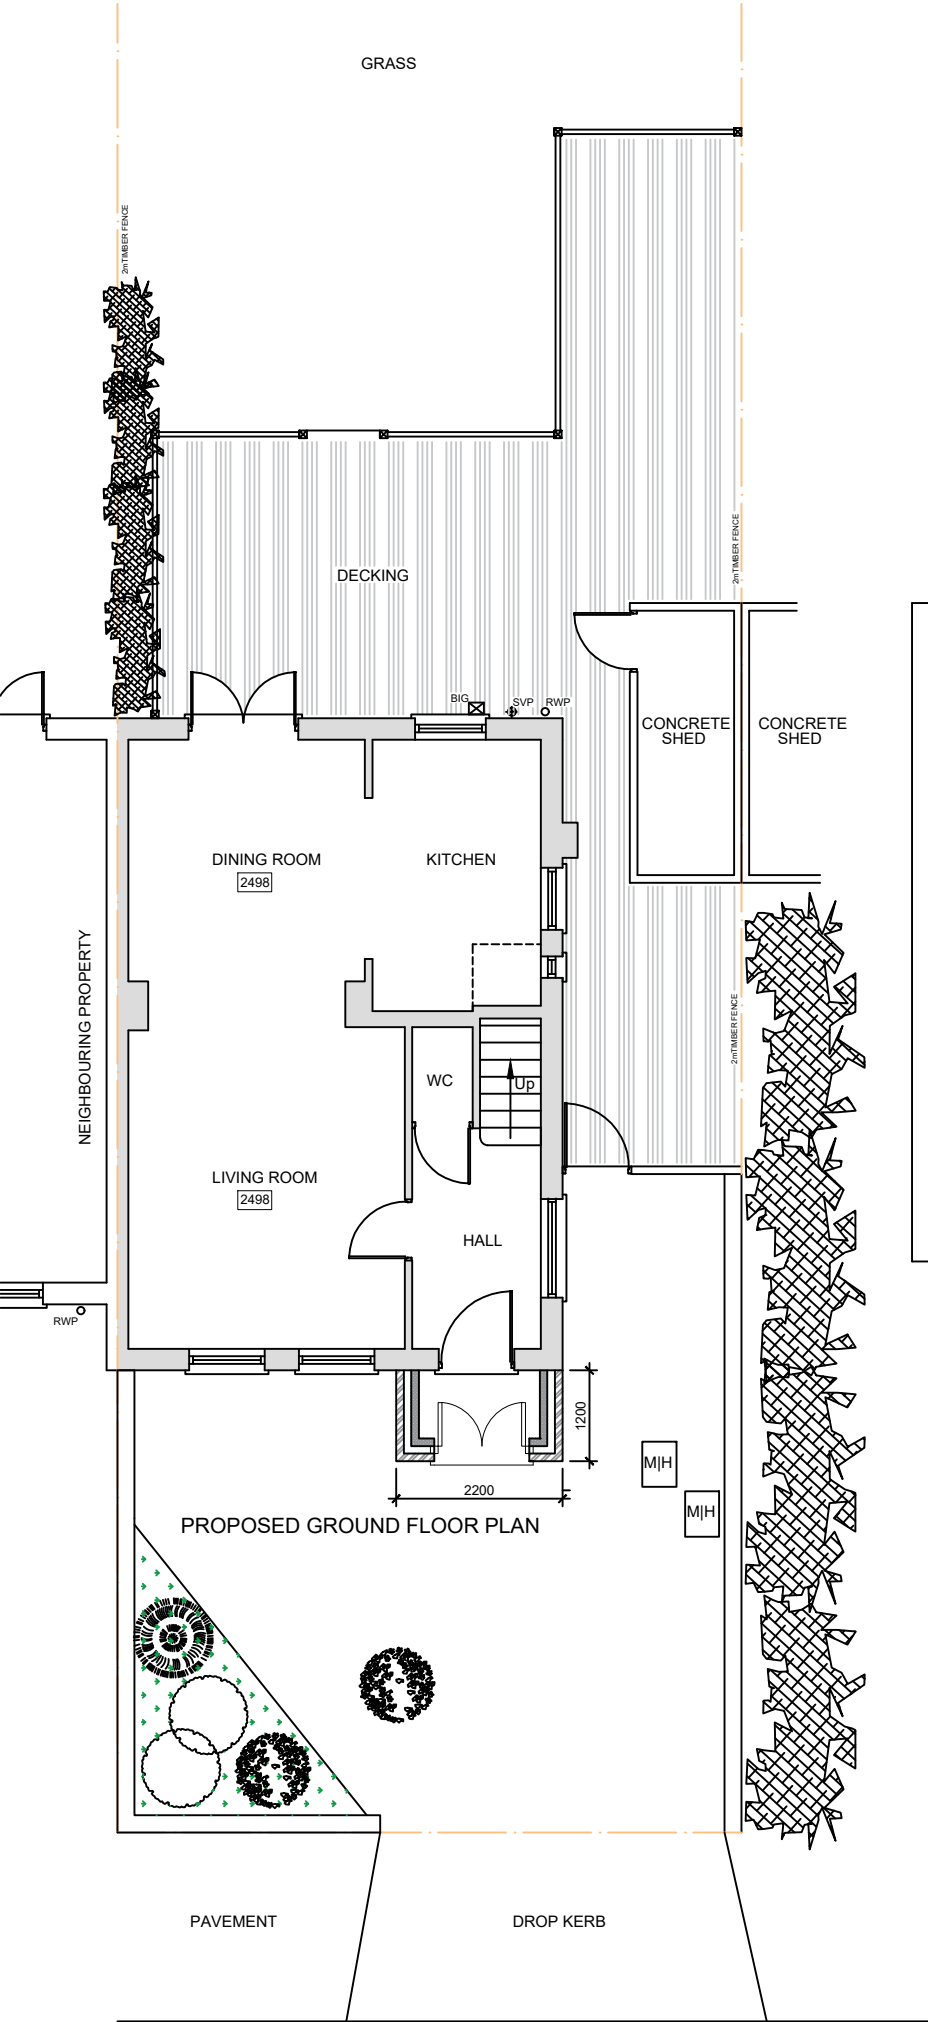 GRASS
2mTIMBER FENCE
2mTIMBER FENCE
DECKING
BIG
SVP
RWP
CONCRETE
SHED
CONCRETE
SHED
DINING ROOM
2498
KITCHEN
NEIGHBOURING PROPERTY
2mTIMBER FENCE
WC
Up
LIVING ROOM
2498
HALL
RWP
1200
M|H
2200
M|H
PROPOSED GROUND FLOOR PLAN
PAVEMENT
DROP KERB